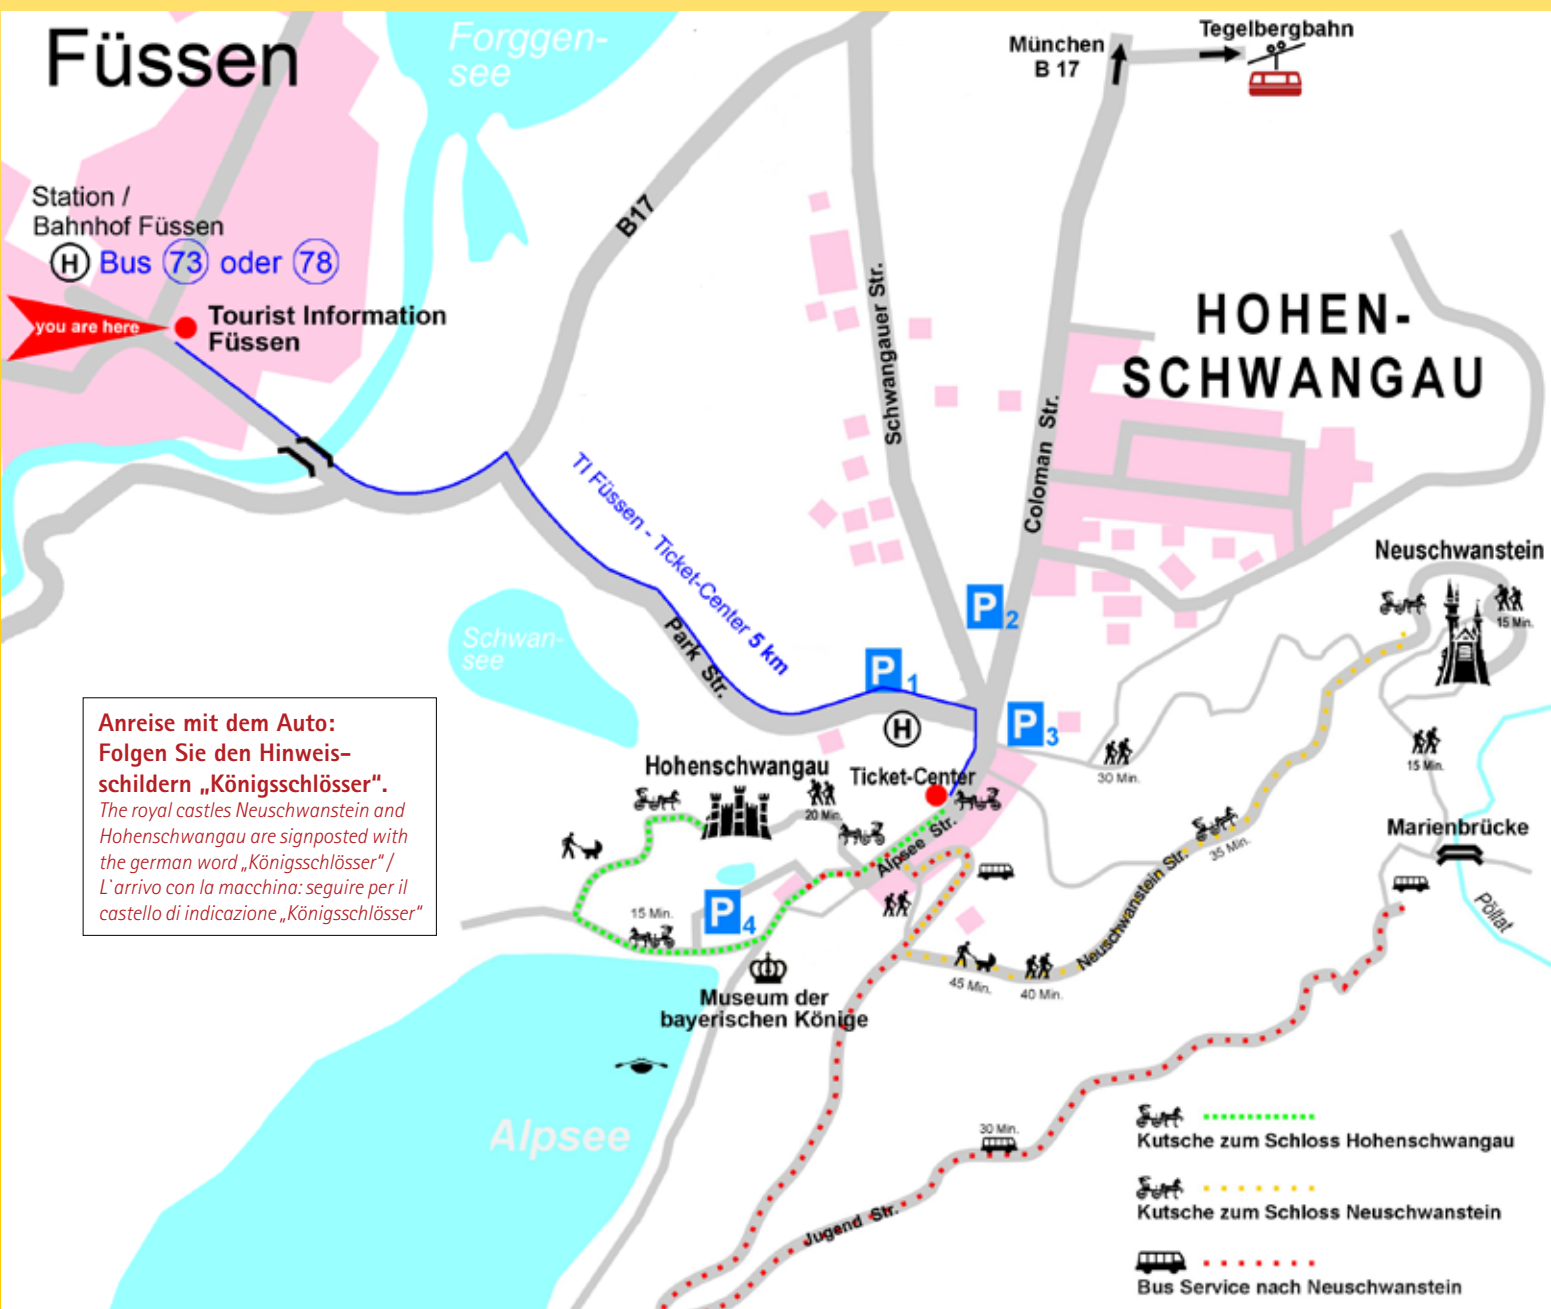 Füssen
Forggen-
see
München
B 17
Tegelbergbahn
Station /
Bahnhof Füssen
H Bus 73 oder 78
B17
you are here
Tourist Information
Füssen
Schwangauer Str.
HOHEN-
SCHWANGAU
Coloman Str.
TI Füssen - Ticket-Center 5 km
Neuschwanstein
15 Min.
P2
Schwan-
see
Park Str.
P1
H
P3
Anreise mit dem Auto:
Folgen Sie den Hinweis-
schildern „Königsschlösser“.
The royal castles Neuschwanstein and
Hohenschwangau are signposted with
the german word „Königsschlösser“ /
L`arrivo con la macchina: seguire per il
castello di indicazione „Königsschlösser“
Hohenschwangau
Ticket-Center
30 Min.
15 Min.
20 Min.
Alpsee Str.
35 Min.
Marienbrücke
15 Min.
P4
Neuschwanstein Str.
Pöllat
45 Min.
40 Min.
Museum der
bayerischen Könige
Alpsee
30 Min.
Jugend Str.
Kutsche zum Schloss Hohenschwangau
Kutsche zum Schloss Neuschwanstein
Bus Service nach Neuschwanstein